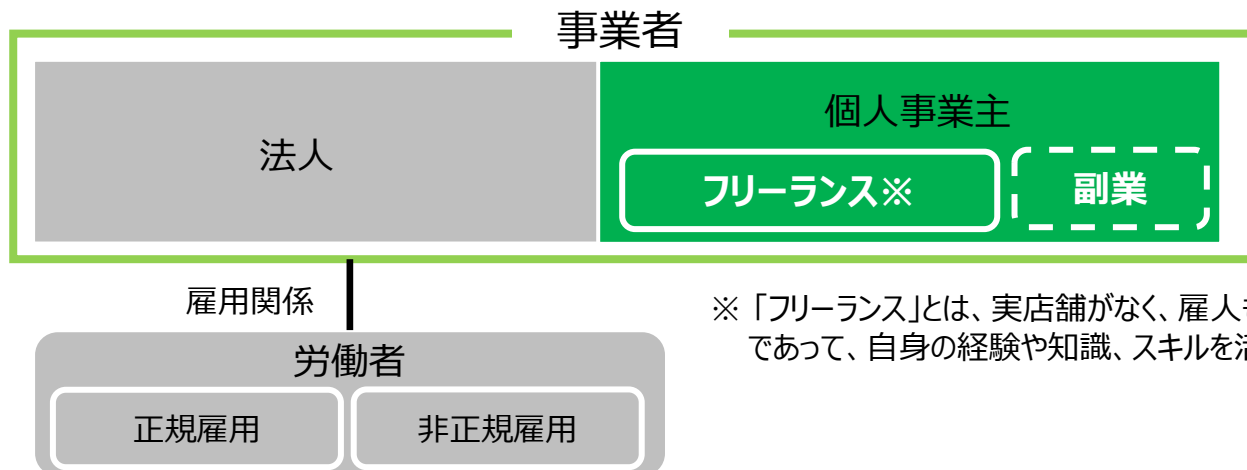 事業者
法人
個人事業主
フリーランス※
副業
雇用関係
労働者
正規雇用
非正規雇用
※「フリーランス」とは、実店舗がなく、雇人
であって、自身の経験や知識、スキルを